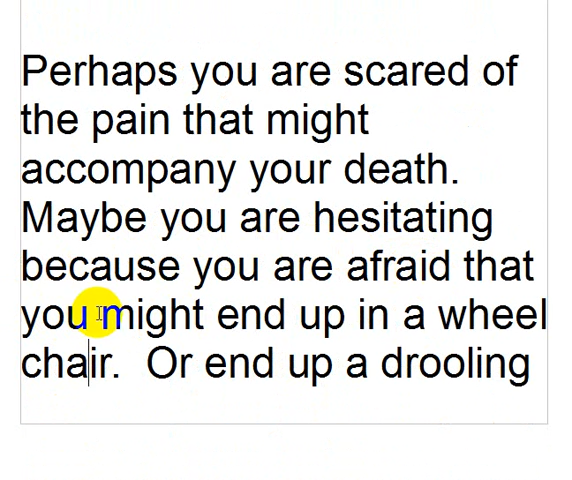 Perhaps you are scared of
the pain that might
accompany your death.
Maybe you are hesitating
because you are afraid that
you might end up in a wheel
chair.  Or end up a drooling